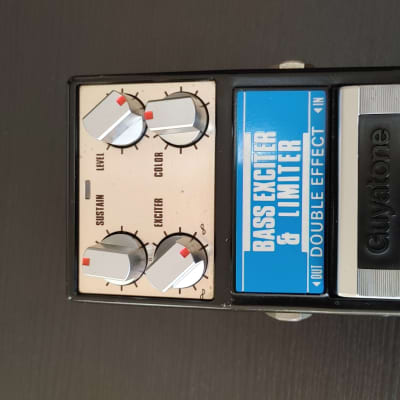 LEVEL
COLOR
SUSTAIN
EXCITER
BASS EXCITER
& LIMITER
◄OUT DOUBLE EFFECT ◄IN
Guyatone